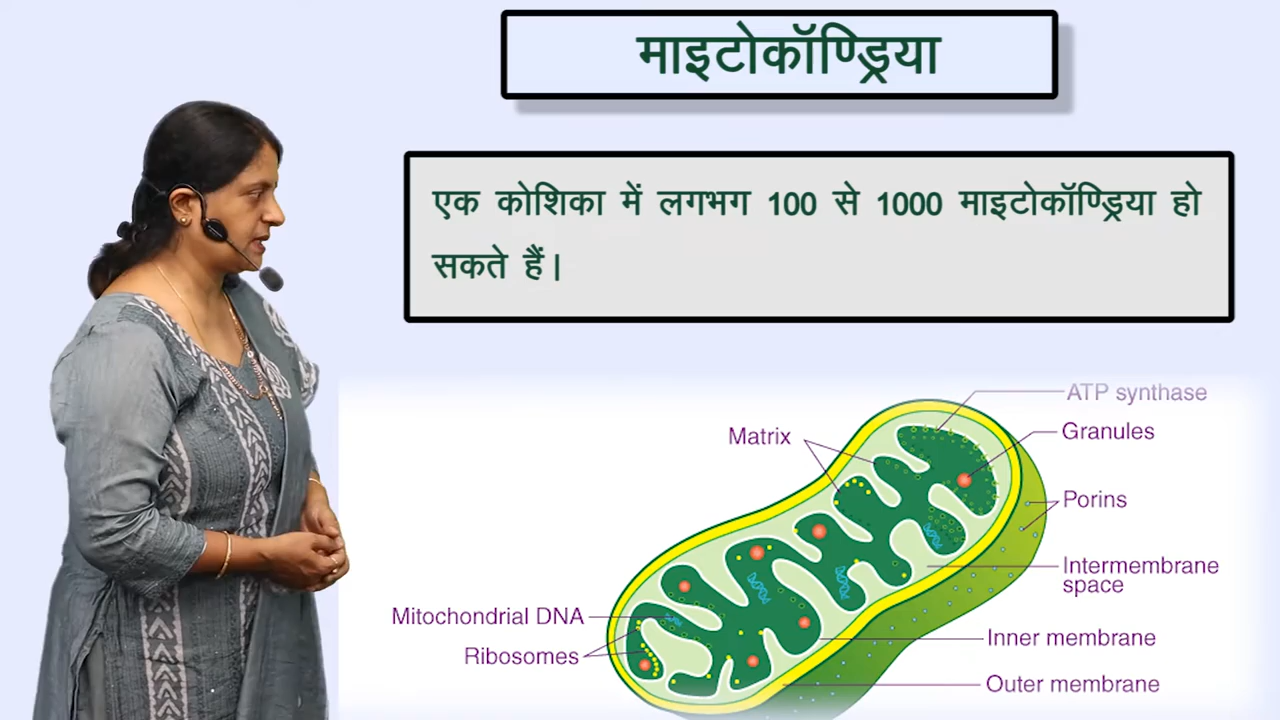 माइटोकॉण्ड्रिया
एक कोशिका में लगभग 100 से 1000 माइटोकॉण्ड्रिया हो
सकते हैं।
ATP synthase
Matrix
Granules
Porins
Intermembrane
space
Mitochondrial DNA
Inner membrane
Ribosomes
Outer membrane